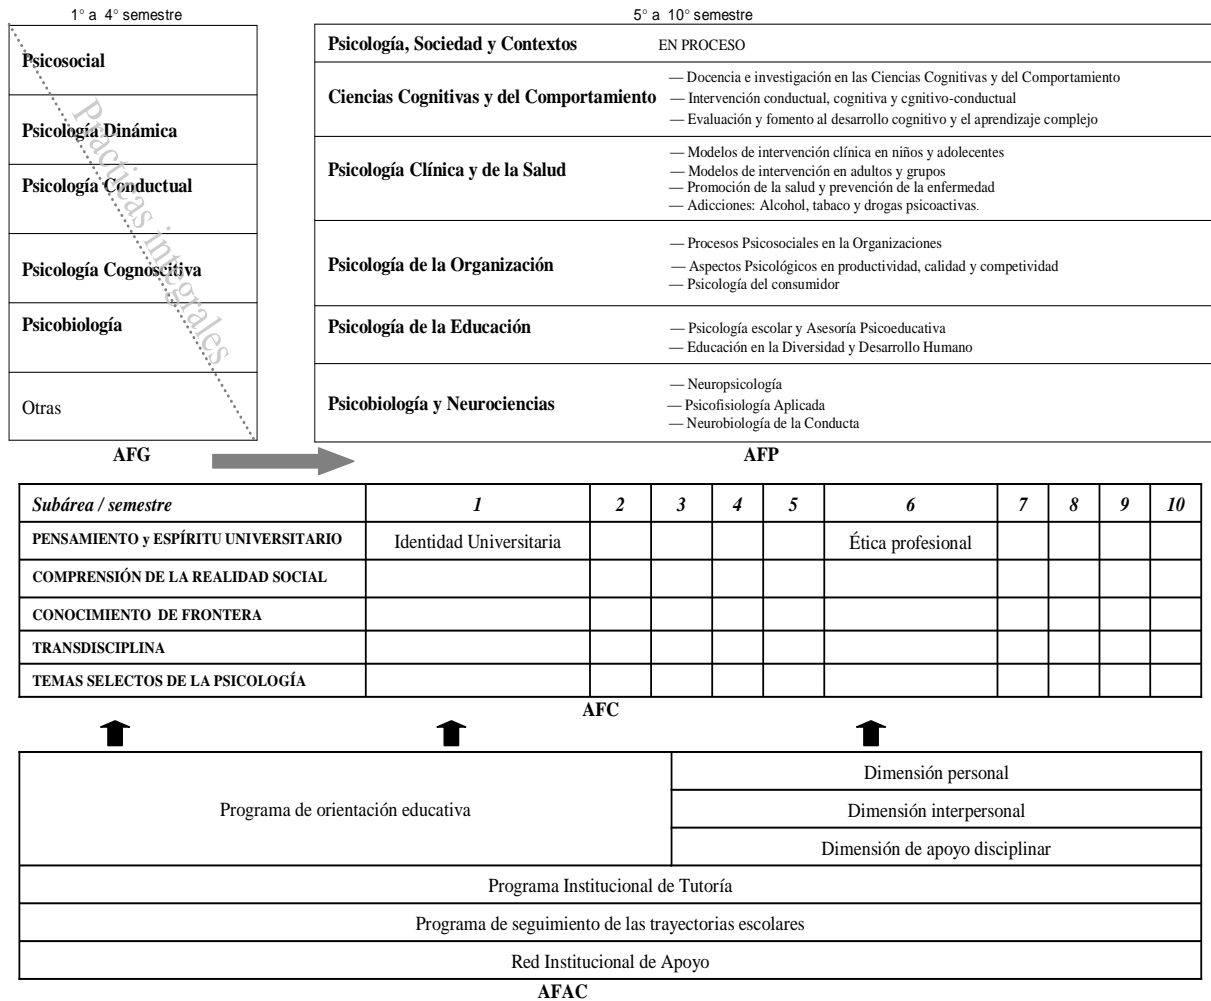 1° a 4° semestre
5° a 10° semestre
Psicosocial
Psicología Dinámica
Psicología Conductual
Psicología Cognoscitiva
Psicobiología
Otras
Prácticas integrales
AFG
Psicología, Sociedad y Contextos EN PROCESO
Ciencias Cognitivas y del Comportamiento
— Docencia e investigación en las Ciencias Cognitivas y del Comportamiento
— Intervención conductual, cognitiva y cgnitivo-conductual
— Evaluación y fomento al desarrollo cognitivo y el aprendizaje complejo
Psicología Clínica y de la Salud
— Modelos de intervención clínica en niños y adolecentes
— Modelos de intervención en adultos y grupos
— Promoción de la salud y prevención de la enfermedad
— Adicciones: Alcohol, tabaco y drogas psicoactivas.
Psicología de la Organización
— Procesos Psicosociales en la Organizaciones
— Aspectos Psicológicos en productividad, calidad y competividad
— Psicología del consumidor
Psicología de la Educación
— Psicología escolar y Asesoría Psicoeducativa
— Educación en la Diversidad y Desarrollo Humano
Psicobiología y Neurociencias
— Neuropsicología
— Psicofisiología Aplicada
— Neurobiología de la Conducta
AFP
Subárea / semestre 1 2 3 4 5 6 7 8 9 10
PENSAMIENTO y ESPÍRITU UNIVERSITARIO Identidad Universitaria Ética profesional
COMPRENSIÓN DE LA REALIDAD SOCIAL
CONOCIMIENTO DE FRONTERA
TRANSDISCIPLINA
TEMAS SELECTOS DE LA PSICOLOGÍA
AFC
Programa de orientación educativa
Dimensión personal
Dimensión interpersonal
Dimensión de apoyo disciplinar
Programa Institucional de Tutoría
Programa de seguimiento de las trayectorias escolares
Red Institucional de Apoyo
AFAC